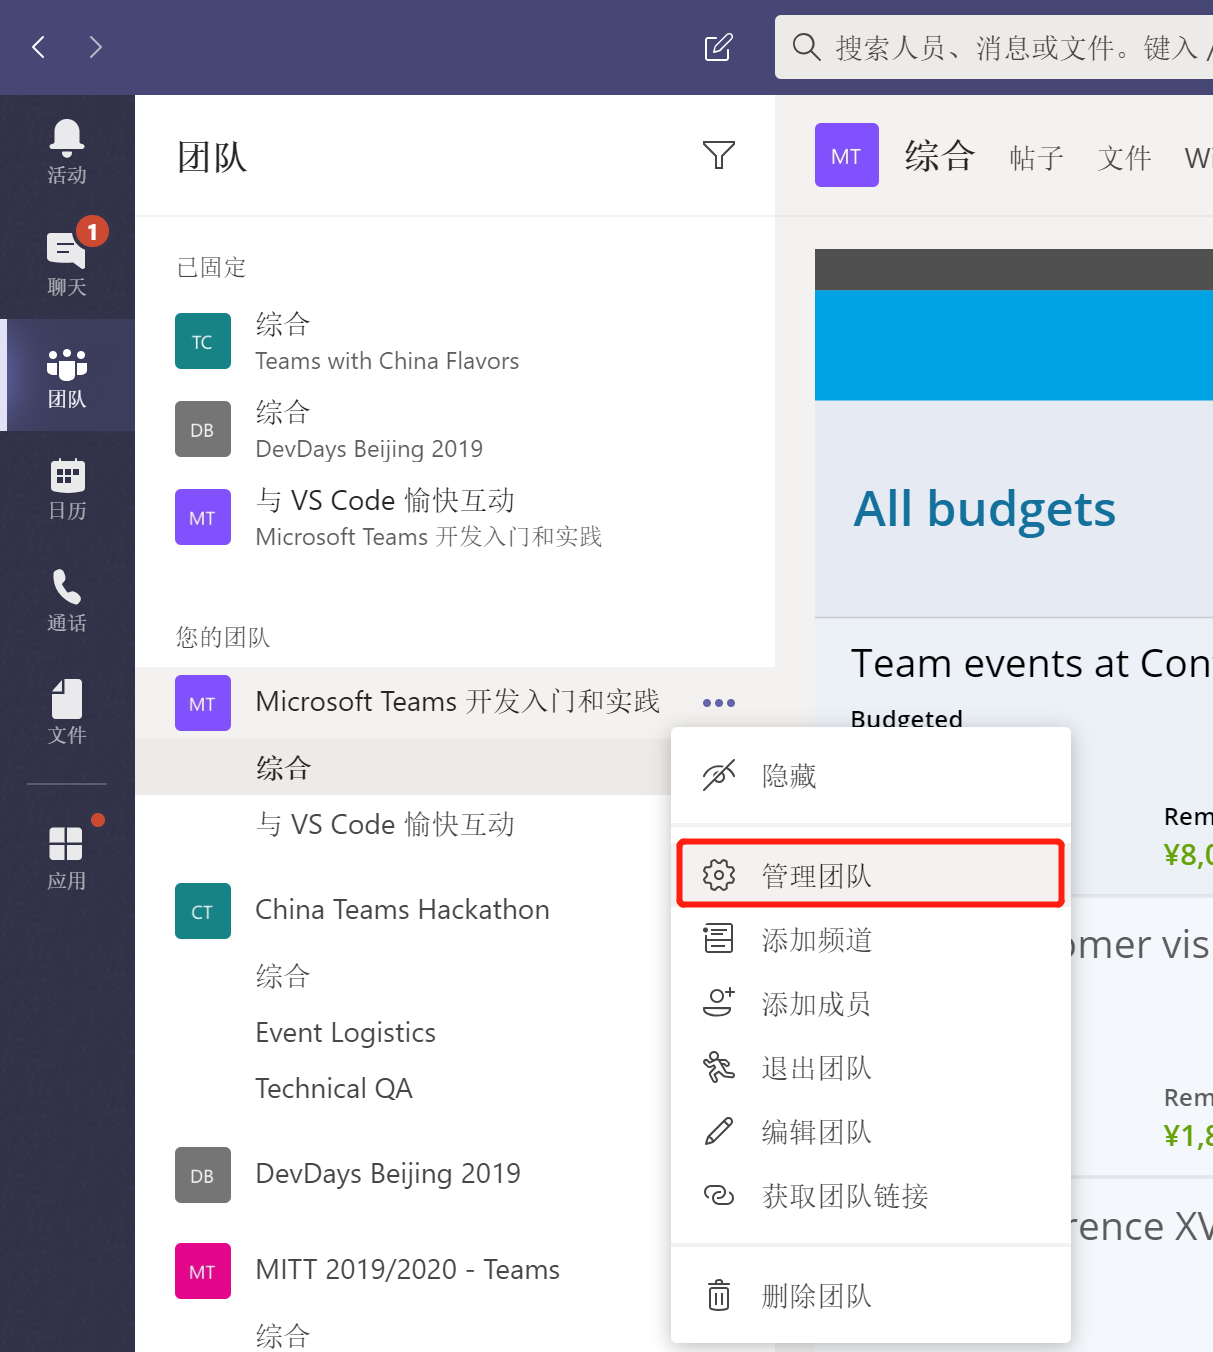 搜索人员、消息或文件。键入 /
活动
1
聊天
团队
日历
通话
文件
应用
团队
已固定
TC
综合
Teams with China Flavors
DB
综合
DevDays Beijing 2019
MT
与 VS Code 愉快互动
Microsoft Teams 开发入门和实践
您的团队
MT
Microsoft Teams 开发入门和实践
综合
与 VS Code 愉快互动
CT
China Teams Hackathon
综合
Event Logistics
Technical QA
DB
DevDays Beijing 2019
MT
MITT 2019/2020 - Teams
综合
隐藏
管理团队
添加频道
添加成员
退出团队
编辑团队
获取团队链接
删除团队
MT
综合 帖子 文件 Wi
All budgets
Team events at Con
Budgeted
Rem
¥8,0
omer vis
Rem
¥1,8
rence XV